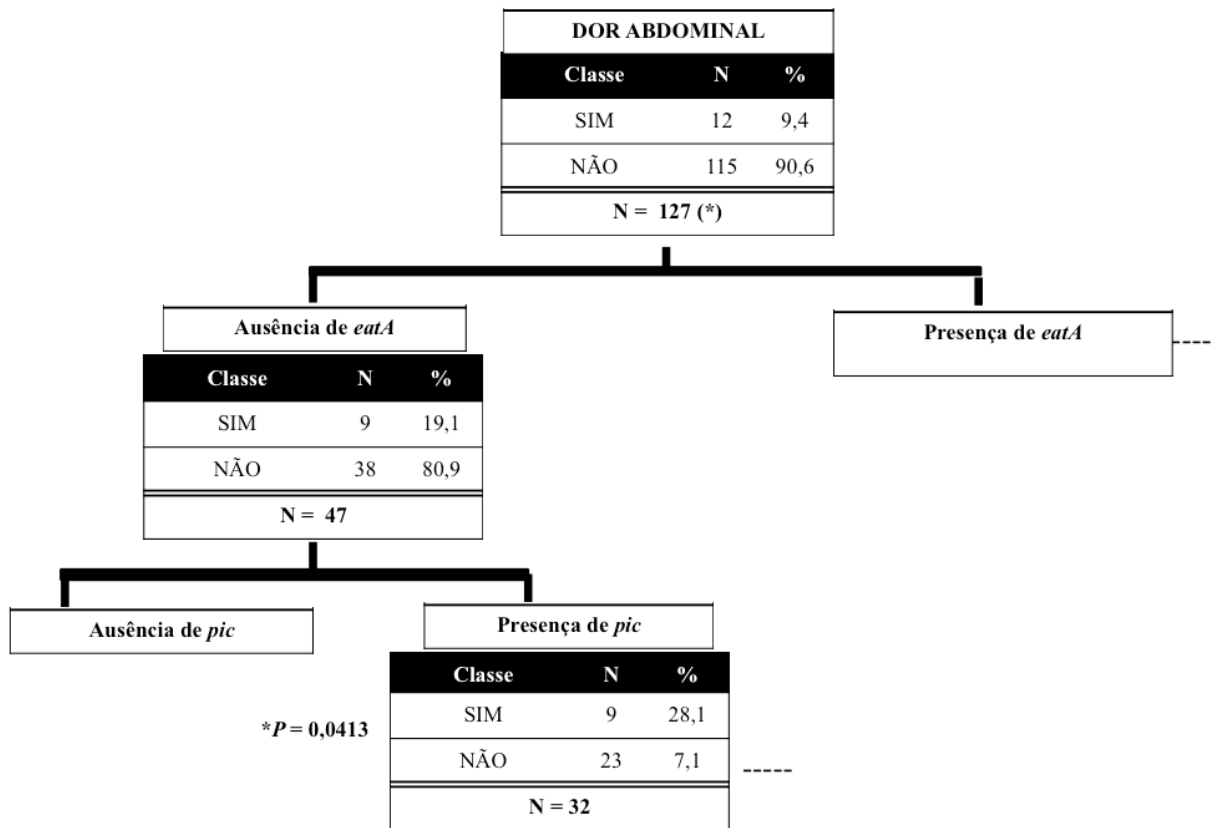 DOR ABDOMINAL
Classe N %
SIM 12 9,4
NÃO 115 90,6
N = 127 (*)
Ausência de eatA
Classe N %
SIM 9 19,1
NÃO 38 80,9
N = 47
Presença de eatA
-----
Ausência de pic
Presença de pic
Classe N %
SIM 9 28,1
NÃO 23 7,1
N = 32
*P = 0,0413
-----